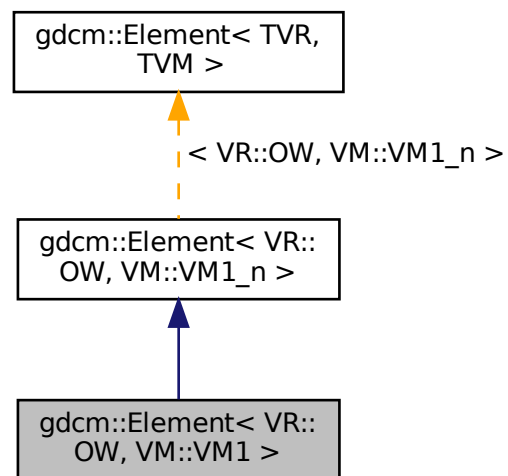 gdcm::Element< TVR,
TVM >
< VR::OW, VM::VM1_n >
gdcm::Element< VR::
OW, VM::VM1_n >
gdcm::Element< VR::
OW, VM::VM1 >